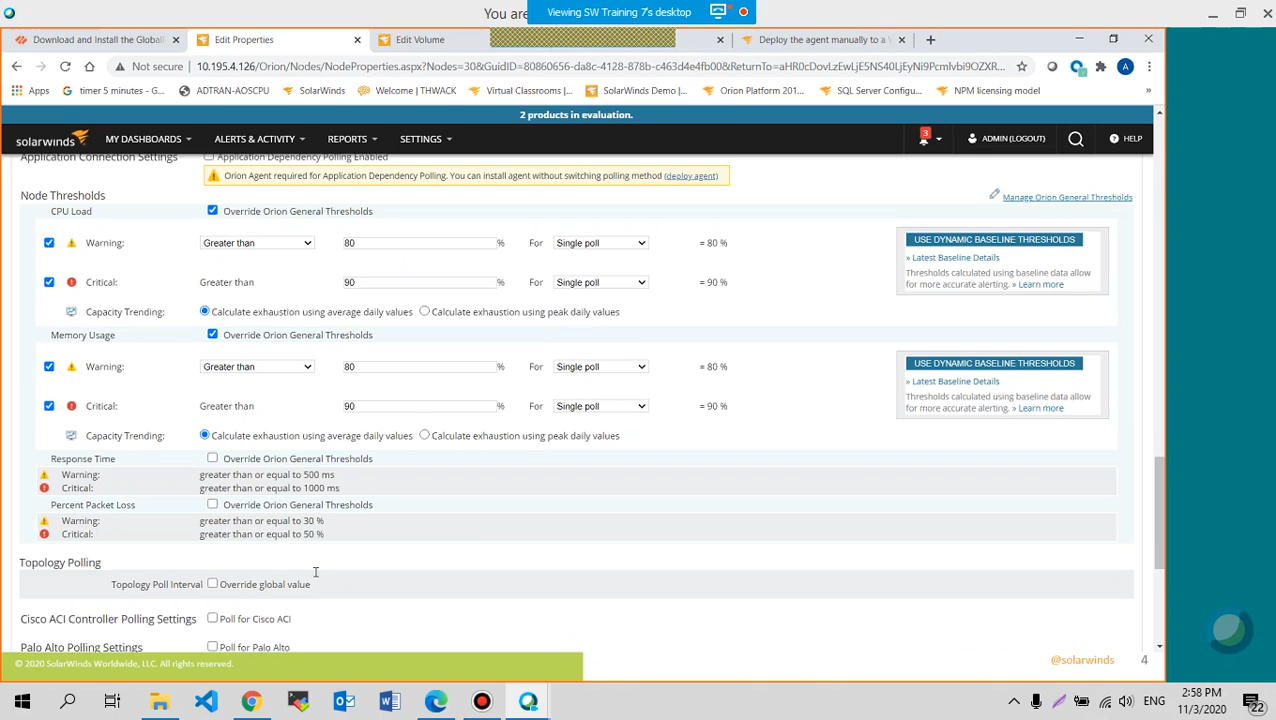 You are
Viewing SW Training 7's desktop
Download and Install the Global
Edit Properties
Edit Volume
Deploy the agent manually to a
Not secure
10.195.4.126/Orion/Nodes/NodeProperties.aspx?Nodes=30&GuidID=80860656-da8c-4128-878b-c463d4e4fb00&ReturnTo=aHR0cDovLzEwLjE5NS40LjEyNi9Pcmlvbi9OZXR...
Apps
timer 5 minutes - G...
ADTRAN-AOSCPU
SolarWinds
Welcome | THWACK
Virtual Classrooms |...
SolarWinds Demo |...
Orion Platform 201...
SQL Server Configu...
NPM licensing model
»
2 products in evaluation.
solarwinds
MY DASHBOARDS
ALERTS & ACTIVITY
REPORTS
SETTINGS
3
ADMIN (LOGOUT)
HELP
Application Connection Settings
Application Dependency Polling Enabled
Orion Agent required for Application Dependency Polling. You can install agent without switching polling method (deploy agent)
Node Thresholds
Manage Orion General Thresholds
CPU Load
Override Orion General Thresholds
Warning:
Greater than
80
%
For
Single poll
= 80 %
USE DYNAMIC BASELINE THRESHOLDS
» Latest Baseline Details
Thresholds calculated using baseline data allow
for more accurate alerting. » Learn more
Critical:
Greater than
90
%
For
Single poll
= 90 %
Capacity Trending:
Calculate exhaustion using average daily values
Calculate exhaustion using peak daily values
Memory Usage
Override Orion General Thresholds
Warning:
Greater than
80
%
For
Single poll
= 80 %
USE DYNAMIC BASELINE THRESHOLDS
» Latest Baseline Details
Thresholds calculated using baseline data allow
for more accurate alerting. » Learn more
Critical:
Greater than
90
%
For
Single poll
= 90 %
Capacity Trending:
Calculate exhaustion using average daily values
Calculate exhaustion using peak daily values
Response Time
Override Orion General Thresholds
Warning:
greater than or equal to 500 ms
Critical:
greater than or equal to 1000 ms
Percent Packet Loss
Override Orion General Thresholds
Warning:
greater than or equal to 30 %
Critical:
greater than or equal to 50 %
Topology Polling
Topology Poll Interval
Override global value
Cisco ACI Controller Polling Settings
Poll for Cisco ACI
Palo Alto Polling Settings
Poll for Palo Alto
© 2020 SolarWinds Worldwide, LLC. All rights reserved.
@solarwinds
4
ENG
2:58 PM
11/3/2020
22